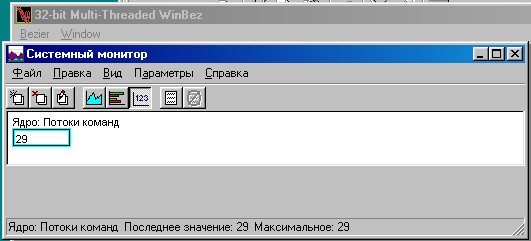 32-bit Multi-Threaded WinBez
Bezier Window
Системный монитор
Файл Правка Вид Параметры Справка
123
Ядро: Потоки команд
29
Ядро: Потоки команд Последнее значение: 29 Максимальное: 29